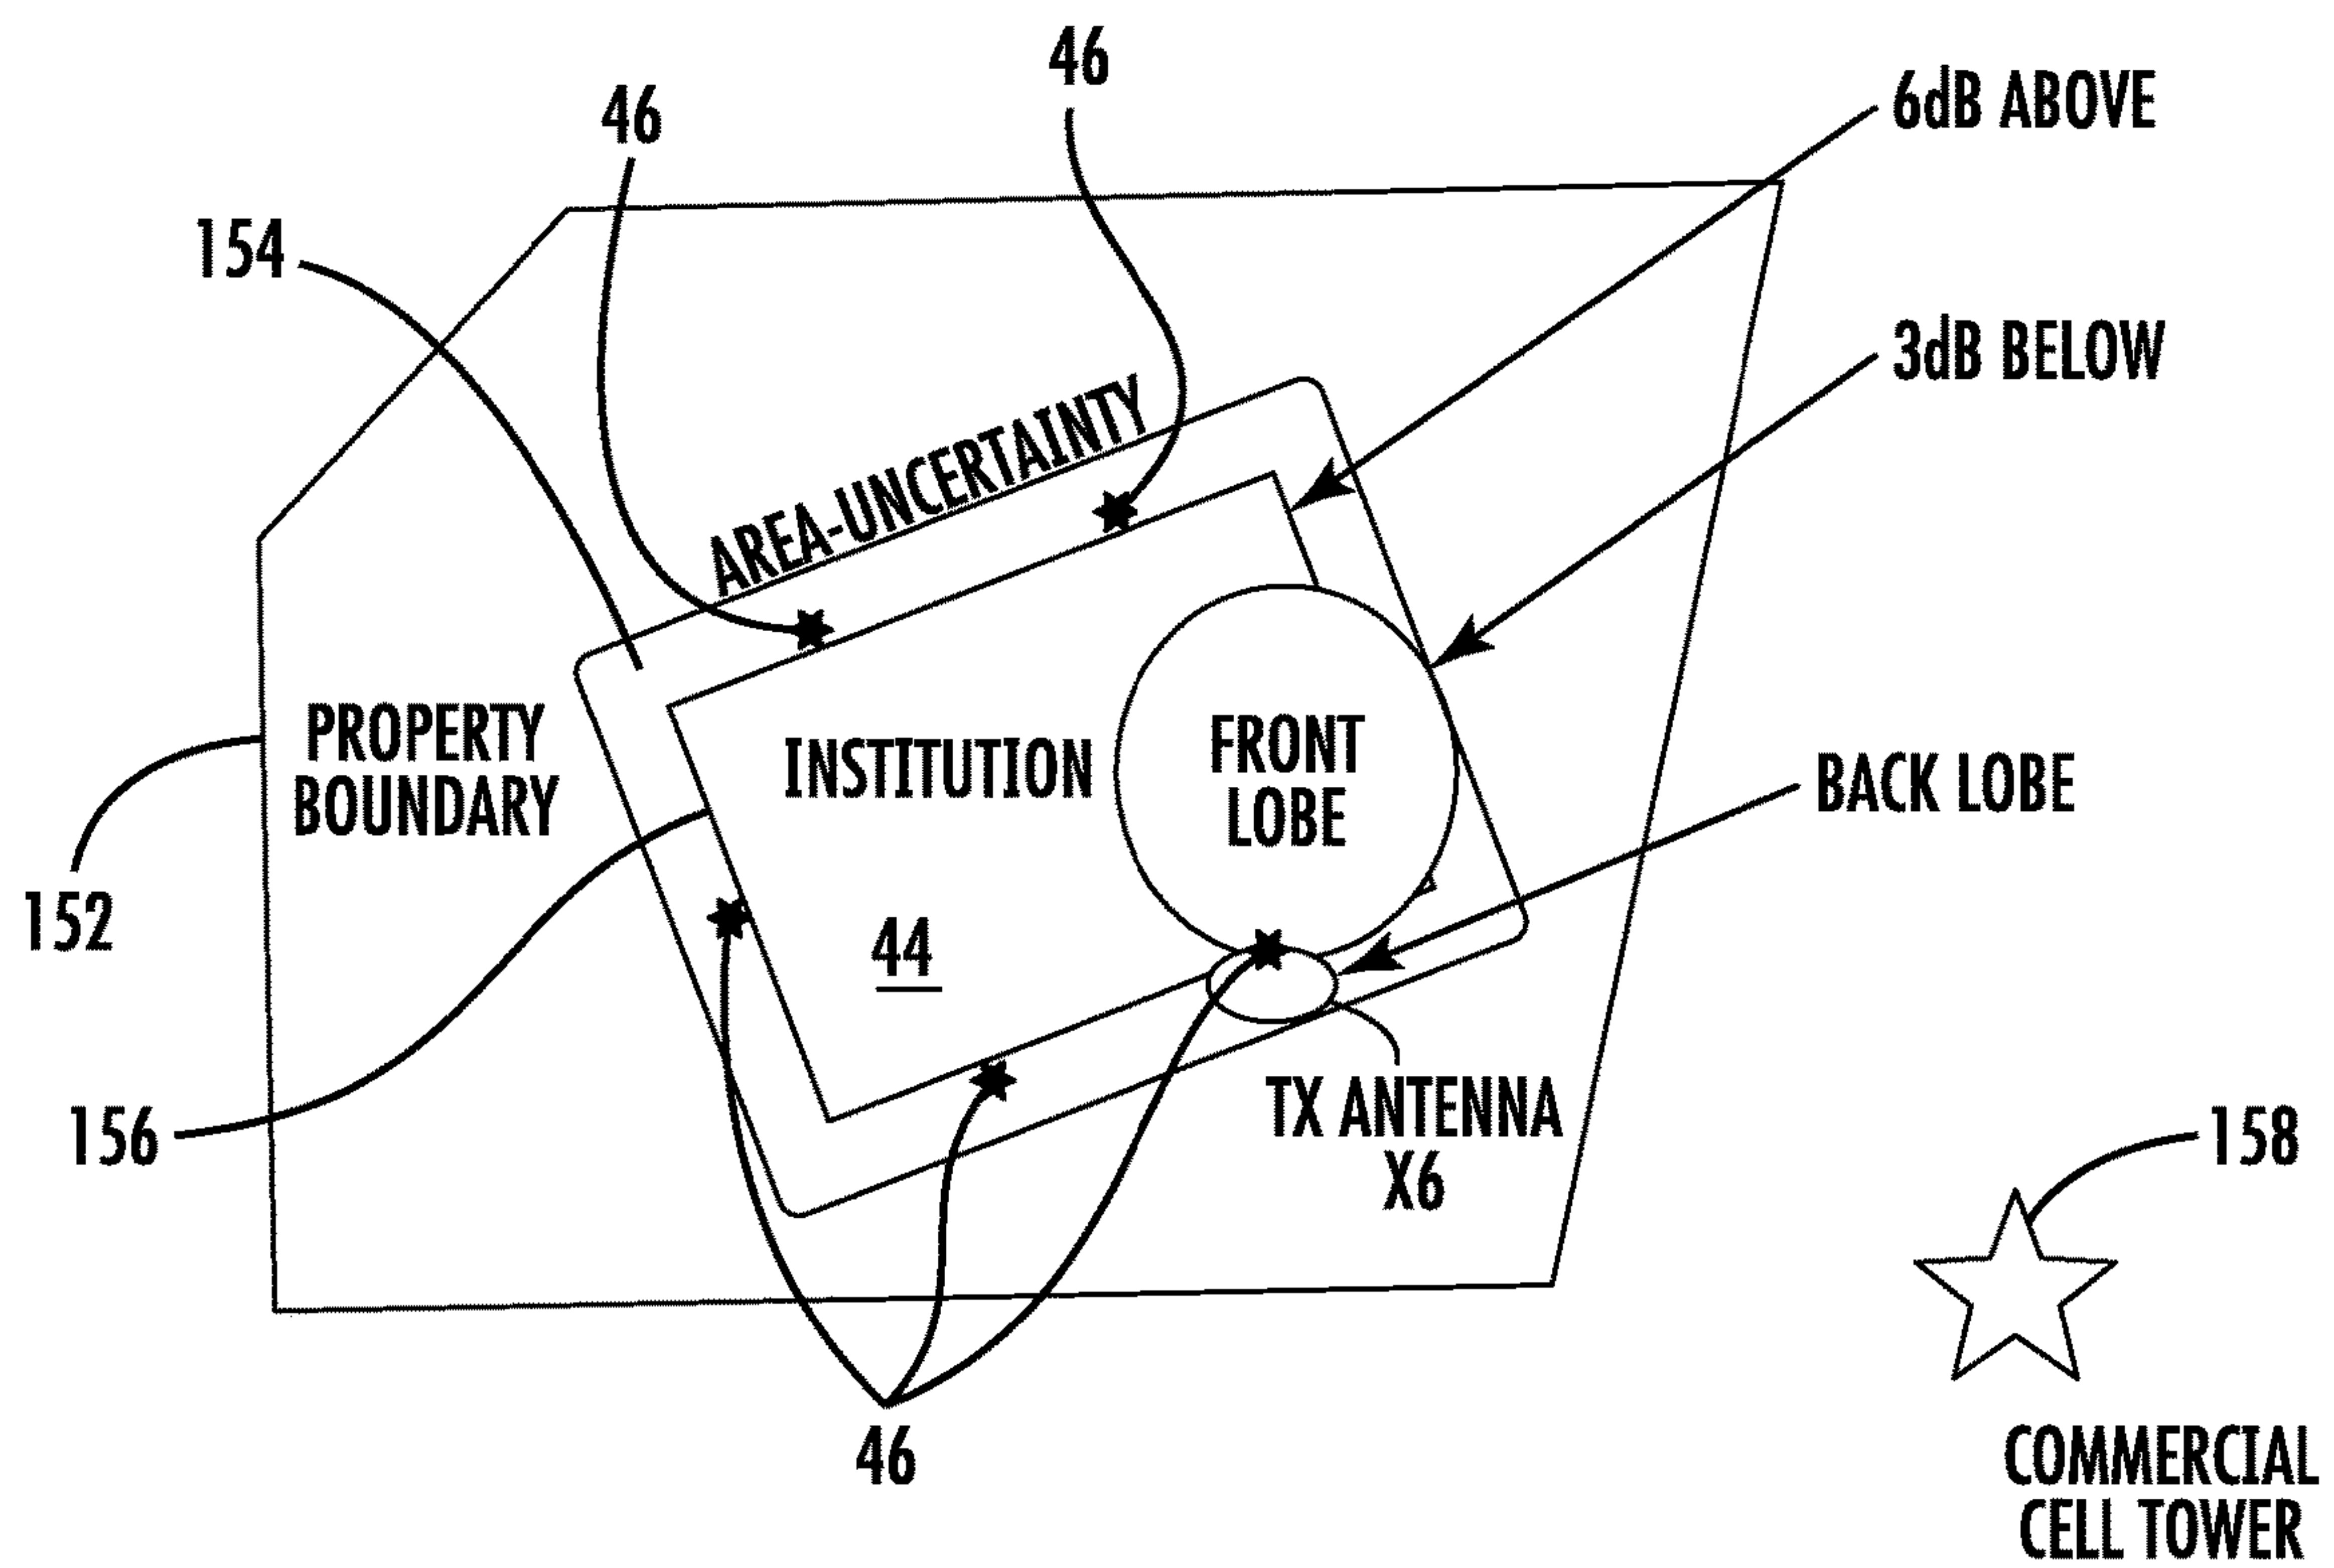 46
46
6dB ABOVE
154
3dB BELOW
AREA-UNCERTAINTY
PROPERTY
BOUNDARY
INSTITUTION
FRONT
LOBE
BACK LOBE
152
44
TX ANTENNA
X6
156
158
46
COMMERCIAL
CELL TOWER